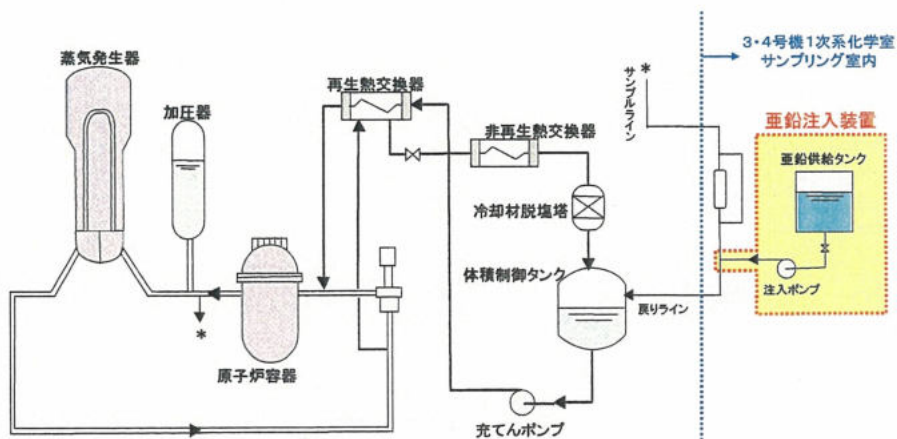 蒸気発生器
加圧器
再生熱交換器
非再生熱交換器
冷却材脱塩塔
体積制御タンク
原子炉容器
*
充てんポンプ
サンプルライン
*
戻りライン
3・4号機1次系化学室
サンプリング室内
亜鉛注入装置
亜鉛供給タンク
注入ポンプ